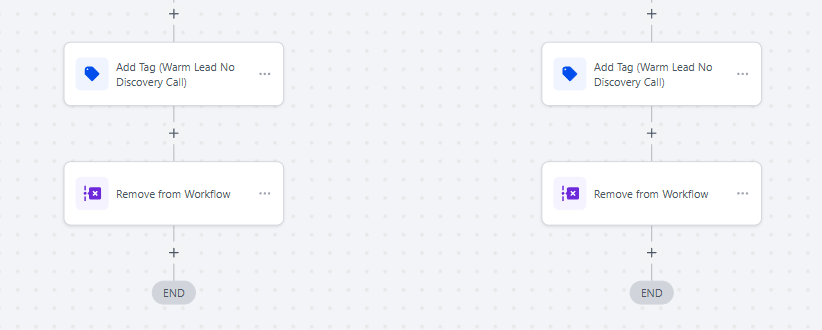 Add Tag (Warm Lead No
Discovery Call)
Add Tag (Warm Lead No
Discovery Call)
Remove from Workflow
Remove from Workflow
END
END